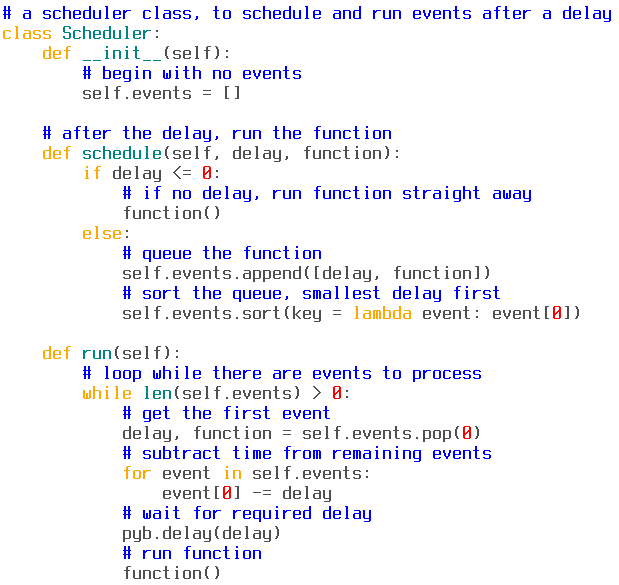 # a scheduler class, to schedule and run events after a delay
class Scheduler:
    def __init__(self):
        # begin with no events
        self.events = []

    # after the delay, run the function
    def schedule(self, delay, function):
        if delay <= 0:
            # if no delay, run function straight away
            function()
        else:
            # queue the function
            self.events.append([delay, function])
            # sort the queue, smallest delay first
            self.events.sort(key = lambda event: event[0])

    def run(self):
        # loop while there are events to process
        while len(self.events) > 0:
            # get the first event
            delay, function = self.events.pop(0)
            # subtract time from remaining events
            for event in self.events:
                event[0] -= delay
            # wait for required delay
            pyb.delay(delay)
            # run function
            function()